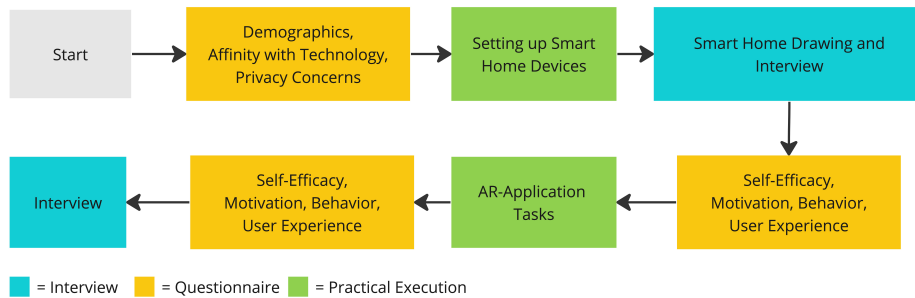 Start
Demographics,
Affinity with Technology,
Privacy Concerns
Setting up Smart
Home Devices
Smart Home Drawing and
Interview
Interview
Self-Efficacy,
Motivation, Behavior,
User Experience
AR-Application
Tasks
Self-Efficacy,
Motivation, Behavior,
User Experience
= Interview
= Questionnaire
= Practical Execution